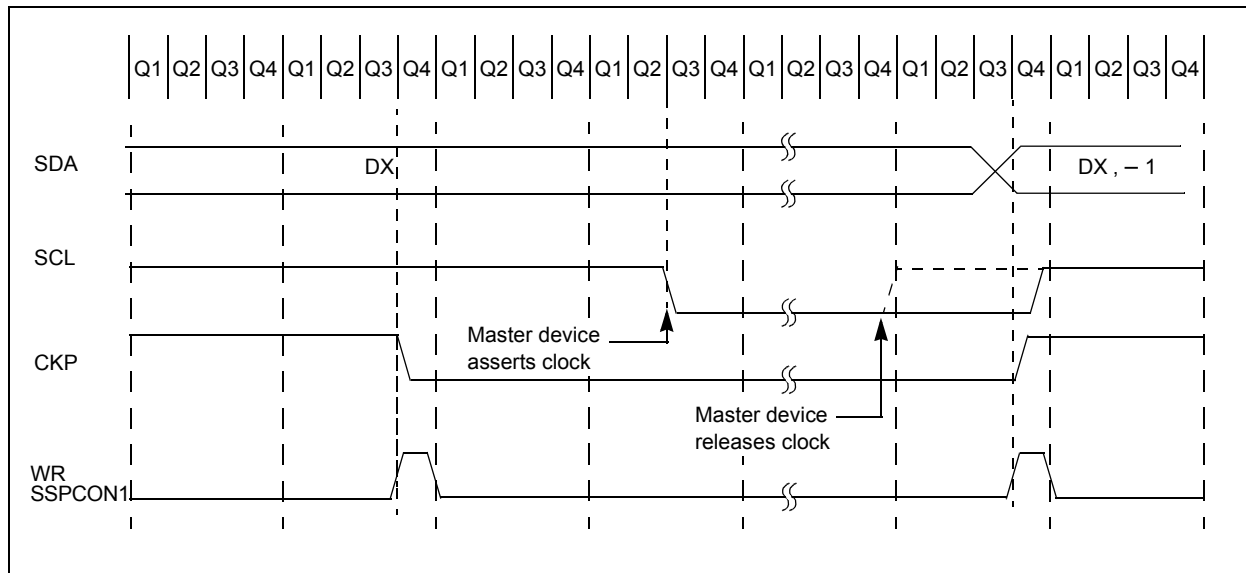 Q1 Q2 Q3 Q4 Q1 Q2 Q3 Q4 Q1 Q2 Q3 Q4 Q1 Q2 Q3 Q4 Q1 Q2 Q3 Q4 Q1 Q2 Q3 Q4 Q1 Q2 Q3 Q4
SDA
DX
DX , – 1
SCL
Master device
asserts clock
CKP
Master device
releases clock
WR
SSPCON1